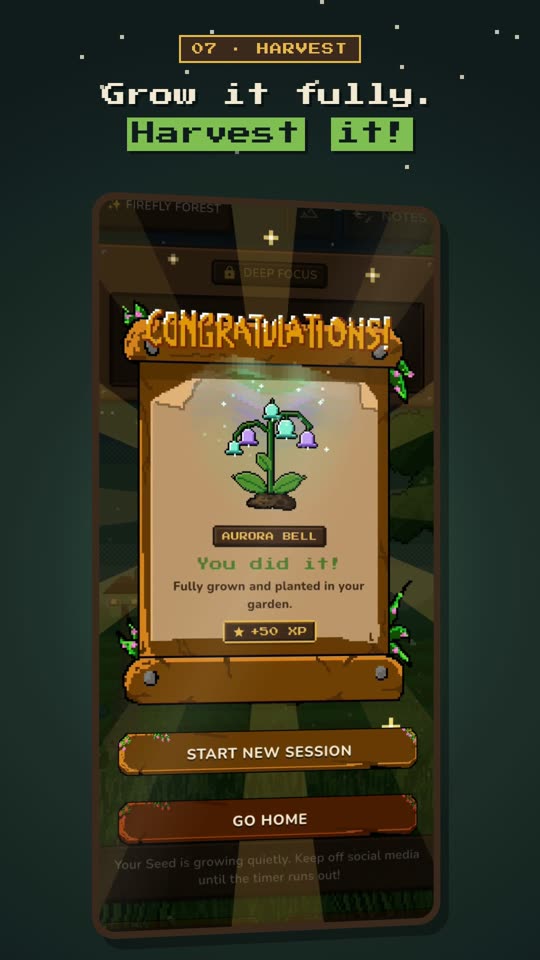 07 · HARVEST
Grow it fully.
Harvest it!
FIREFLY FOREST
NOTES
DEEP FOCUS
CONGRATULATIONS!
AURORA BELL
You did it!
Fully grown and planted in your
garden.
+50 XP
START NEW SESSION
GO HOME
Your Seed is growing quietly. Keep off social media
until the timer runs out!